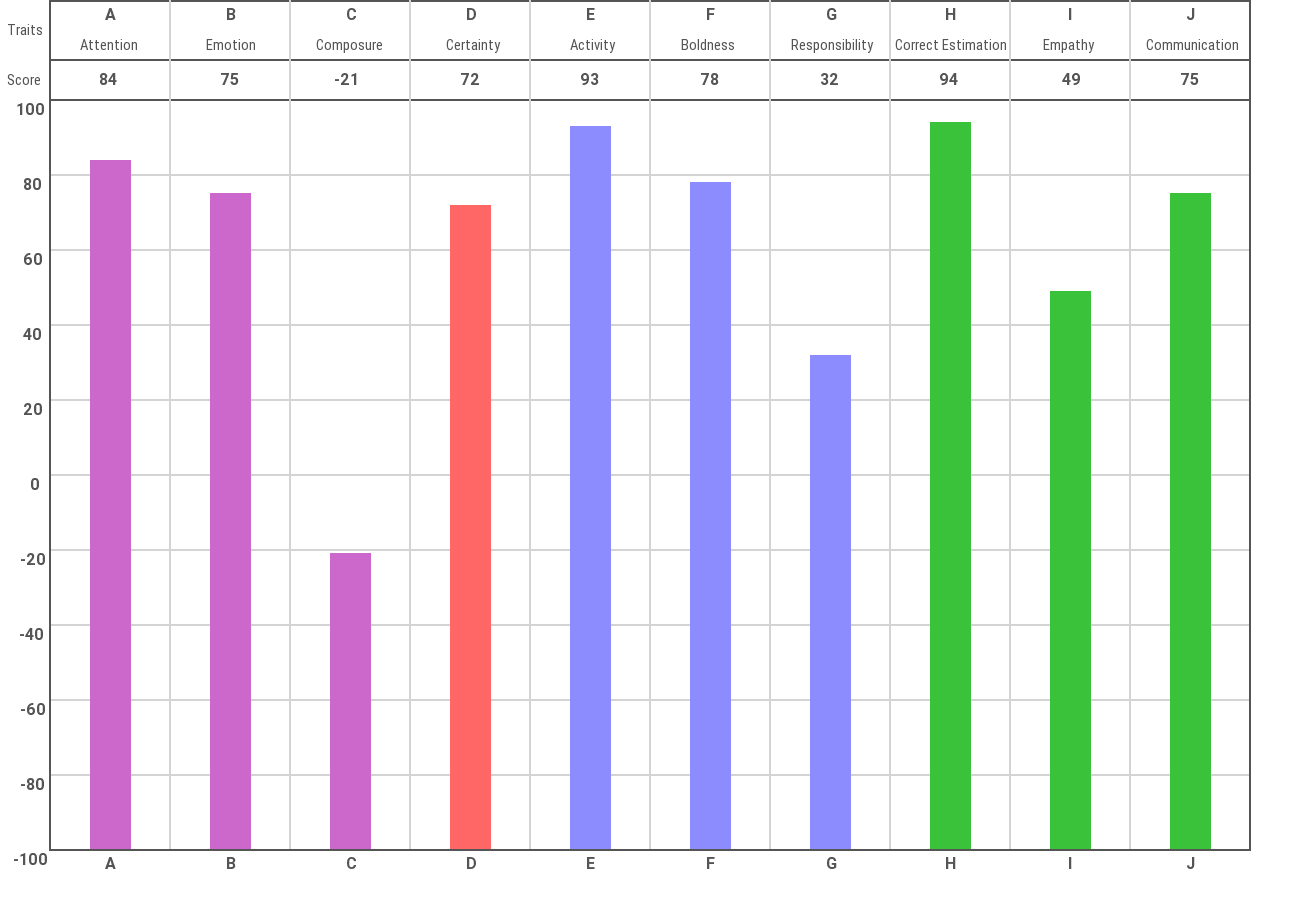 Traits
A B C D E F G H I J
Attention Emotion Composure Certainty Activity Boldness Responsibility Correct Estimation Empathy Communication
Score 84 75 -21 72 93 78 32 94 49 75
100
80
60
40
20
0
-20
-40
-60
-80
-100
A B C D E F G H I J